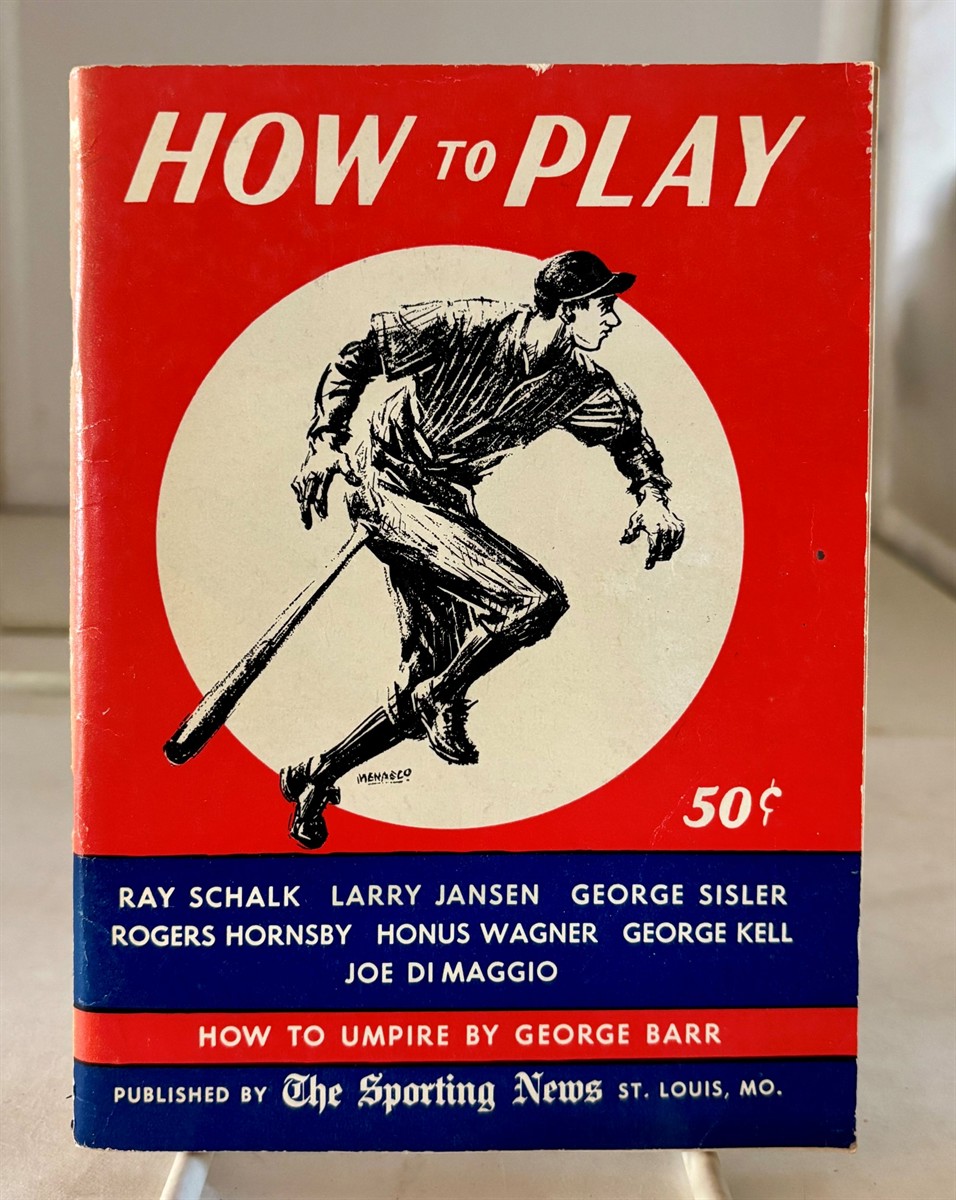 HOW TO PLAY
MENASCO
50¢
RAY SCHALK LARRY JANSEN GEORGE SISLER
ROGERS HORNSBY HONUS WAGNER GEORGE KELL
JOE DI MAGGIO
HOW TO UMPIRE BY GEORGE BARR
PUBLISHED BY The Sporting News ST. LOUIS, MO.